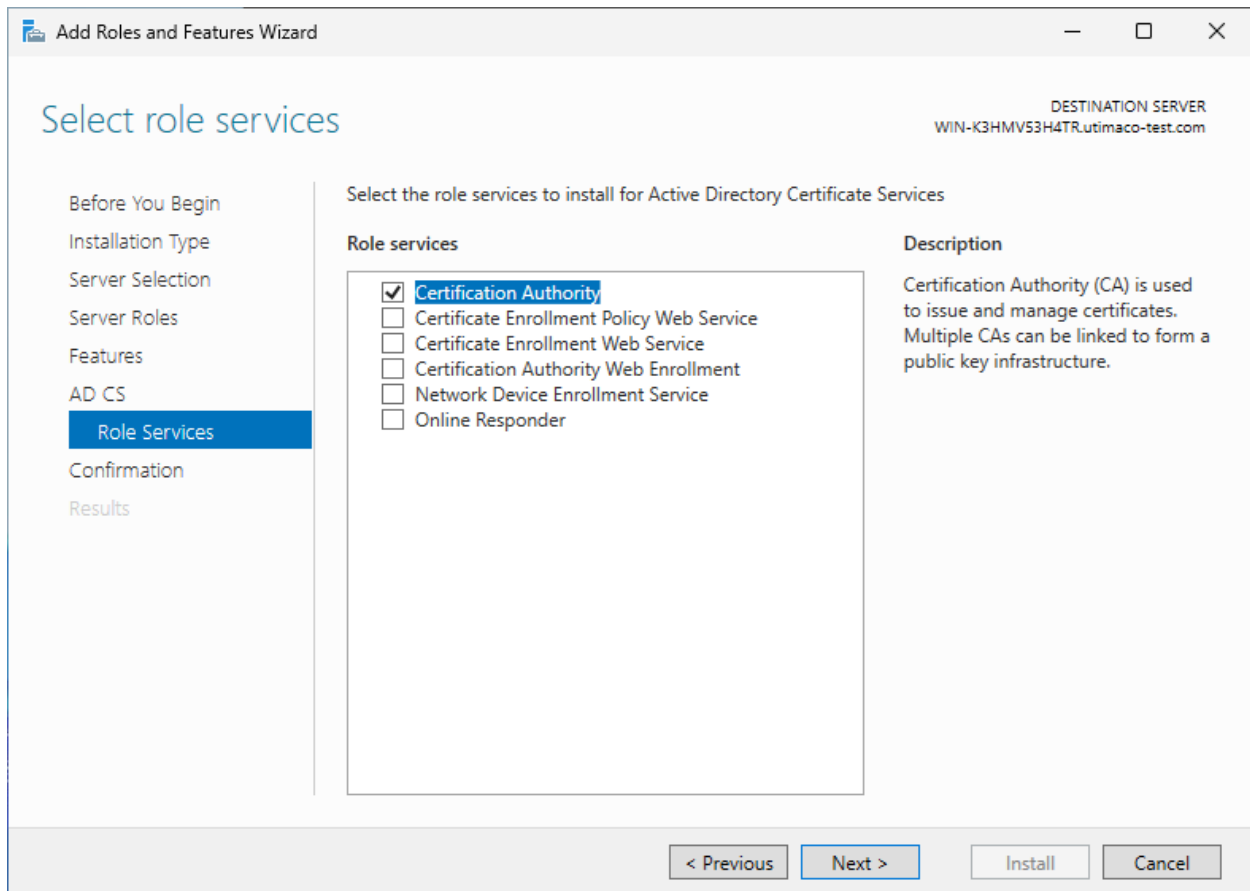 Add Roles and Features Wizard
Select role services
DESTINATION SERVER
WIN-K3HMV53H4TR.utimaco-test.com
Before You Begin
Installation Type
Server Selection
Server Roles
Features
AD CS
Role Services
Confirmation
Results
Select the role services to install for Active Directory Certificate Services
Role services
Certification Authority
Certificate Enrollment Policy Web Service
Certificate Enrollment Web Service
Certification Authority Web Enrollment
Network Device Enrollment Service
Online Responder
Description
Certification Authority (CA) is used
to issue and manage certificates.
Multiple CAs can be linked to form a
public key infrastructure.
< Previous
Next >
Install
Cancel